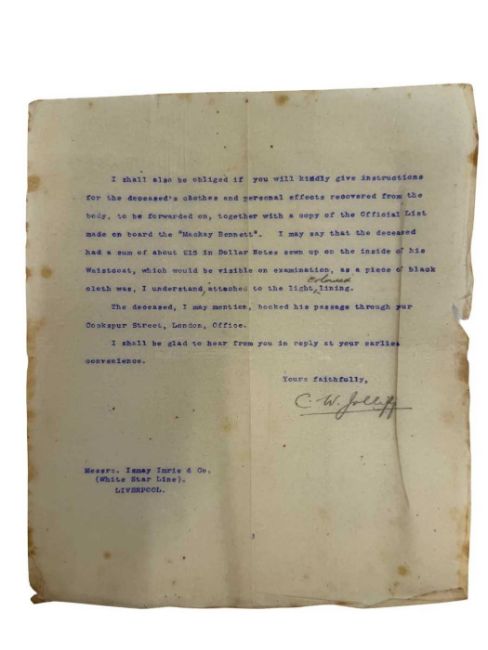 I shall also be obliged if you will kindly give instructions
for the deceased's clothes and personal effects recovered from the
body, to be forwarded on, together with a copy of the Official List
made on board the "Mackay Bennett". I may say that the deceased
had a sum of about £15 in Dollar Notes sewn up on the inside of his
Waistcoat, which would be visible on examination, as a piece of black
coloured
cloth was, I understand, attached to the light, lining.
The deceased, I may mention, booked his passage through your
Cockspur Street, London, Office.
I shall be glad to hear from you in reply at your earlies
convenience.
Yours faithfully,
C. W. Jolliff
Messrs. Ismay Imrie & Co.
(White Star Line),
LIVERPOOL.